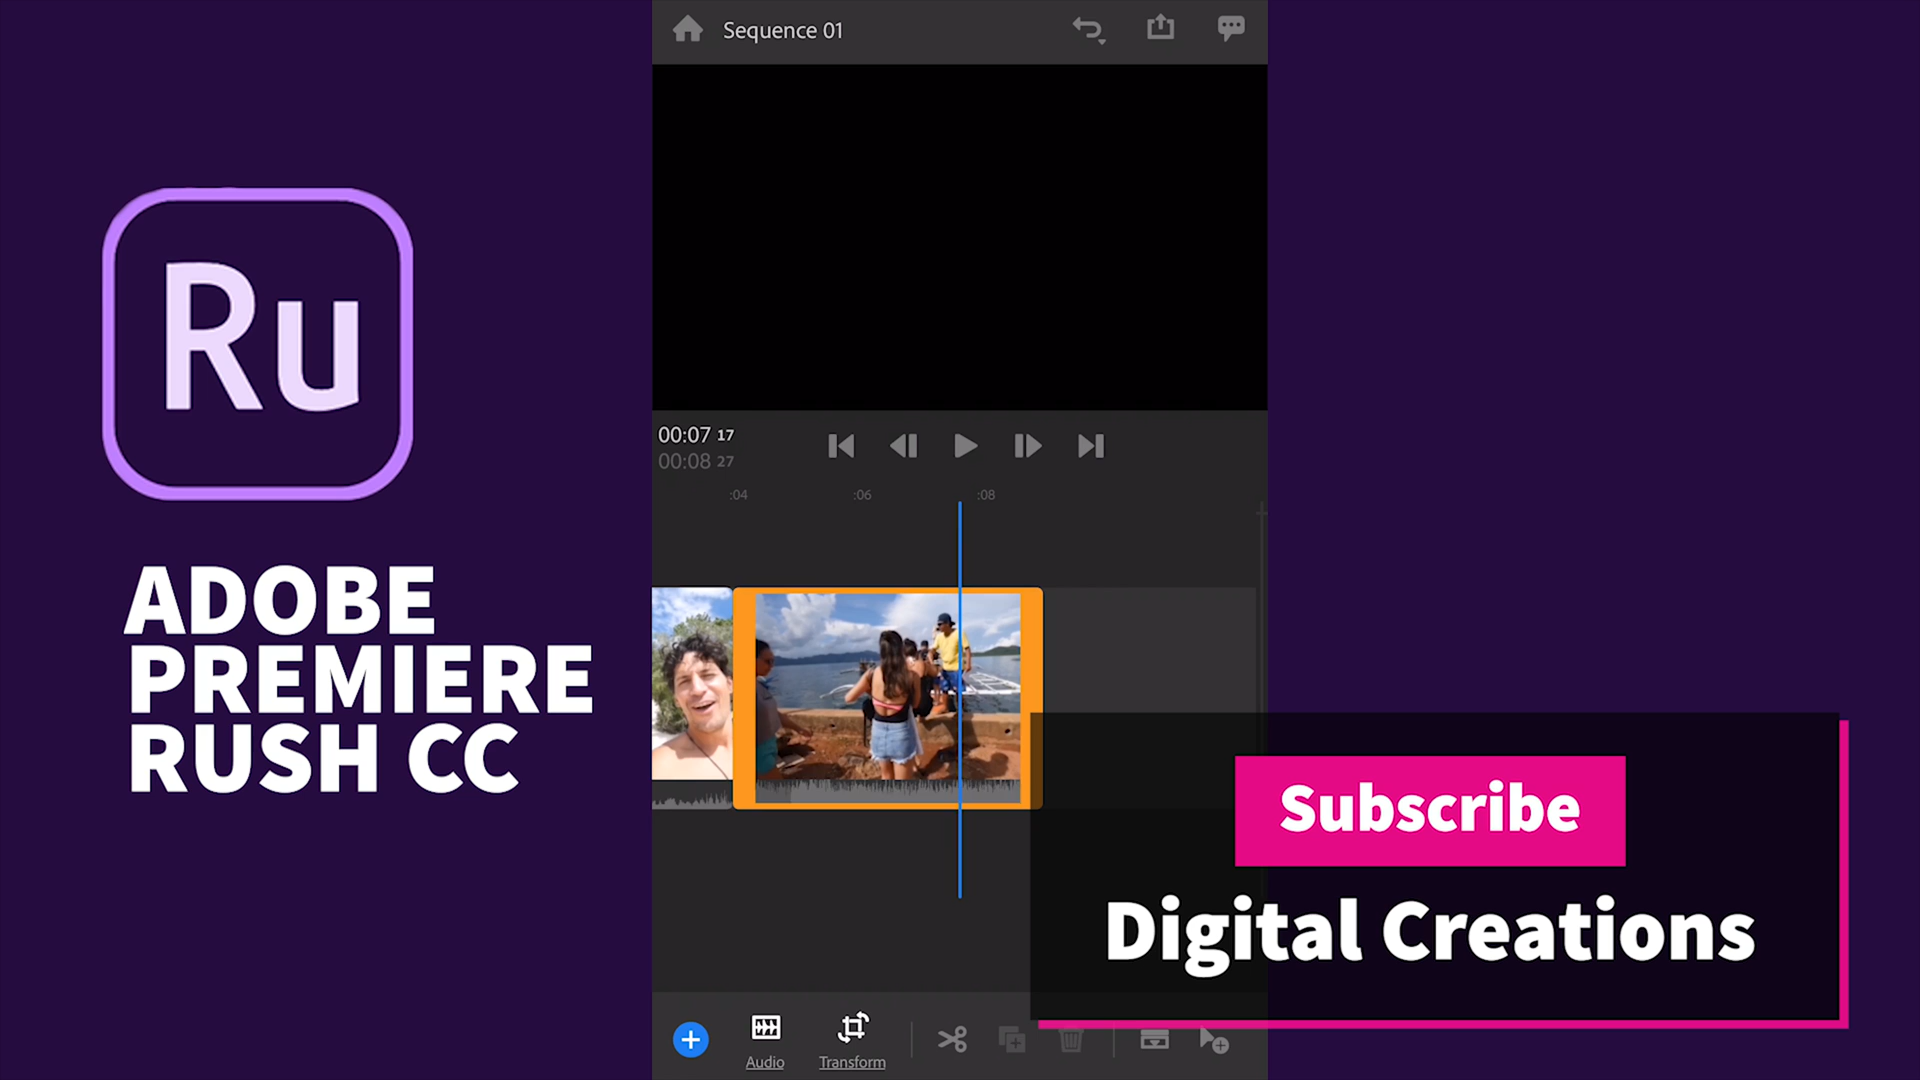 Sequence 01
Ru
ADOBE
PREMIERE
RUSH CC
00:07 17
00:08 27
:04 :06 :08
Subscribe
Digital Creations
Audio Transform